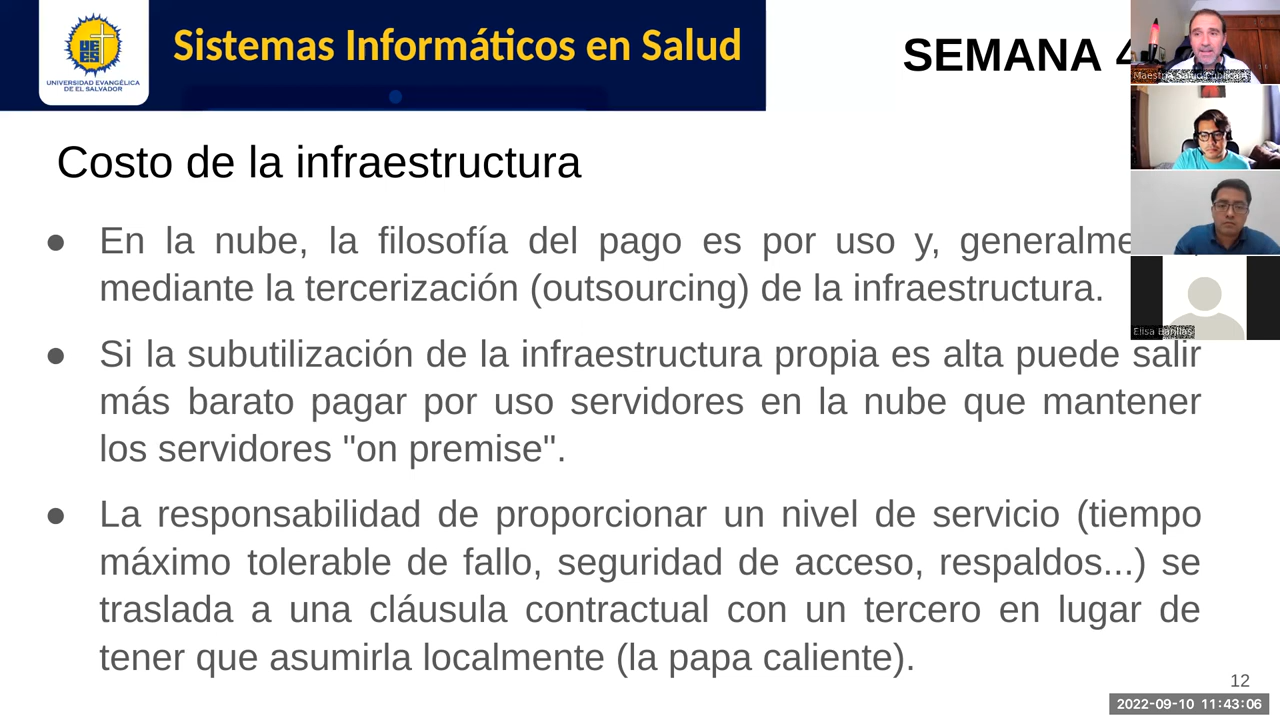 Sistemas Informáticos en Salud
UNIVERSIDAD EVANGÉLICA
DE EL SALVADOR
SEMANA 4
Costo de la infraestructura
● En la nube, la filosofía del pago es por uso y,
mediante la tercerización (outsourcing) de la infraestructura.
● Si la subutilización de la infraestructura propia es alta puede salir
más barato pagar por uso servidores en la nube que mantener
los servidores "on premise".
● La responsabilidad de proporcionar un nivel de servicio (tiempo
máximo tolerable de fallo, seguridad de acceso, respaldos...) se
traslada a una cláusula contractual con un tercero en lugar de
tener que asumirla localmente (la papa caliente).
Elisa
12
2022-09-10 11:43:06